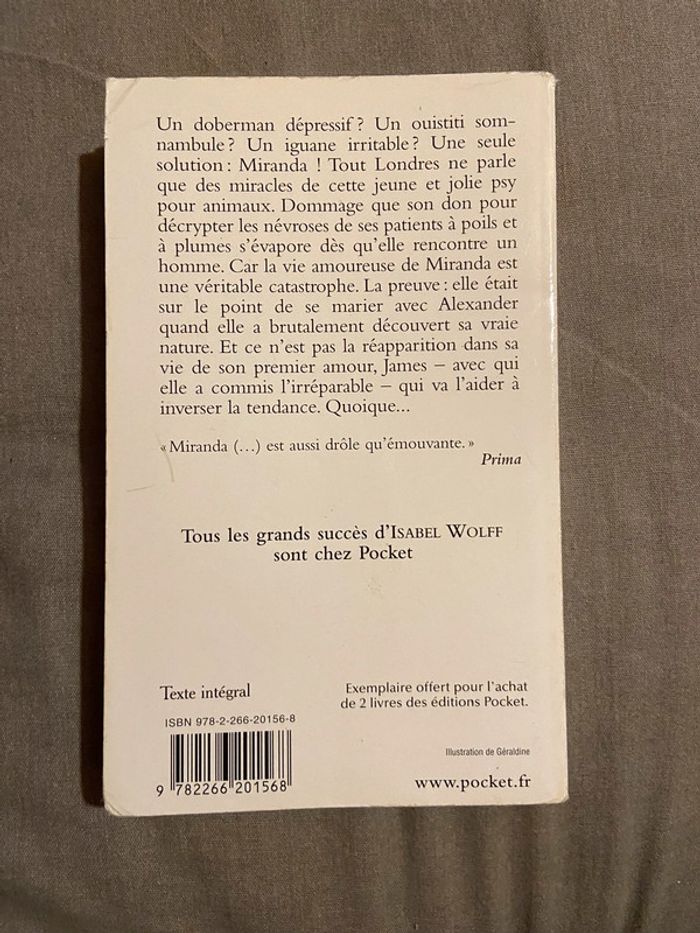 Un doberman dépressif ? Un ouistiti som-
nambule ? Un iguane irritable ? Une seule
solution : Miranda ! Tout Londres ne parle
que des miracles de cette jeune et jolie psy
pour animaux. Dommage que son don pour
décrypter les névroses de ses patients à poils et
à plumes s'évapore dès qu'elle rencontre un
homme. Car la vie amoureuse de Miranda est
une véritable catastrophe. La preuve : elle était
sur le point de se marier avec Alexander
quand elle a brutalement découvert sa vraie
nature. Et ce n'est pas la réapparition dans sa
vie de son premier amour, James – avec qui
elle a commis l'irréparable – qui va l'aider à
inverser la tendance. Quoique...
« Miranda (...) est aussi drôle qu'émouvante. »
Prima
Tous les grands succès d'ISABEL WOLFF
sont chez Pocket
Texte intégral
Exemplaire offert pour l'achat
de 2 livres des éditions Pocket.
ISBN 978-2-266-20156-8
Illustration de Géraldine
9 782266 201568
www.pocket.fr